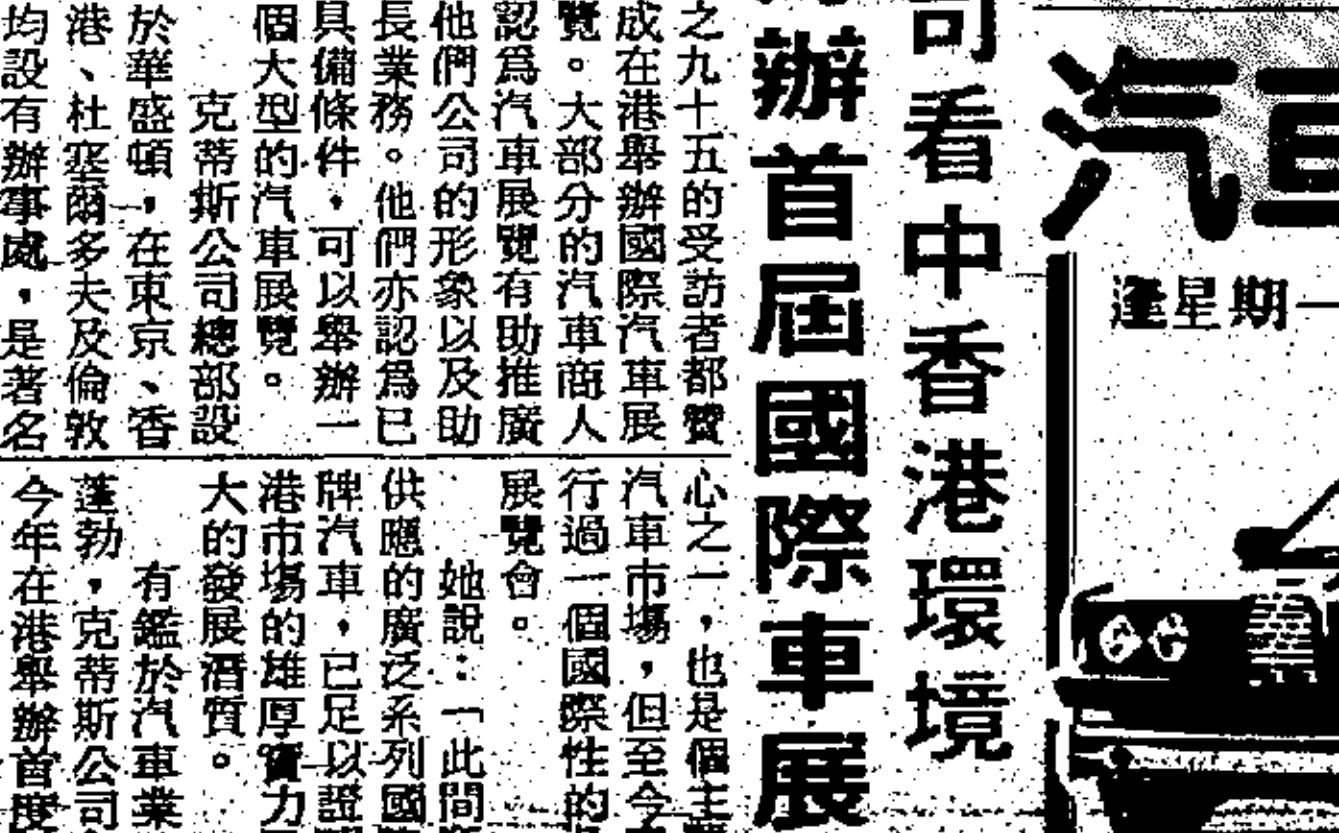 逢星期一
司看中香港環境
辦首屆國際車展
之九十五的受訪者都贊
成在港舉辦國際汽車展
覽。大部分的汽車商人
認爲汽車展覽有助推廣
他們公司的形象以及助
長業務。他們亦認爲已
具備條件，可以舉辦一
個大型的汽車展覽。
克蒂斯公司總部設
於華盛頓，在東京、香
港、杜塞爾多夫及倫敦
均設有辦事處，是著名
心之一，也是個主要
汽車市場，但至今
行過一個國際性的
展覽會。
她說：「此間
供應的廣泛系列國
牌汽車，已足以證
港市場的雄厚實力
大的發展潛質。
有鑑於汽車業
蓬勃，克蒂斯公司
今年在港舉辦首度